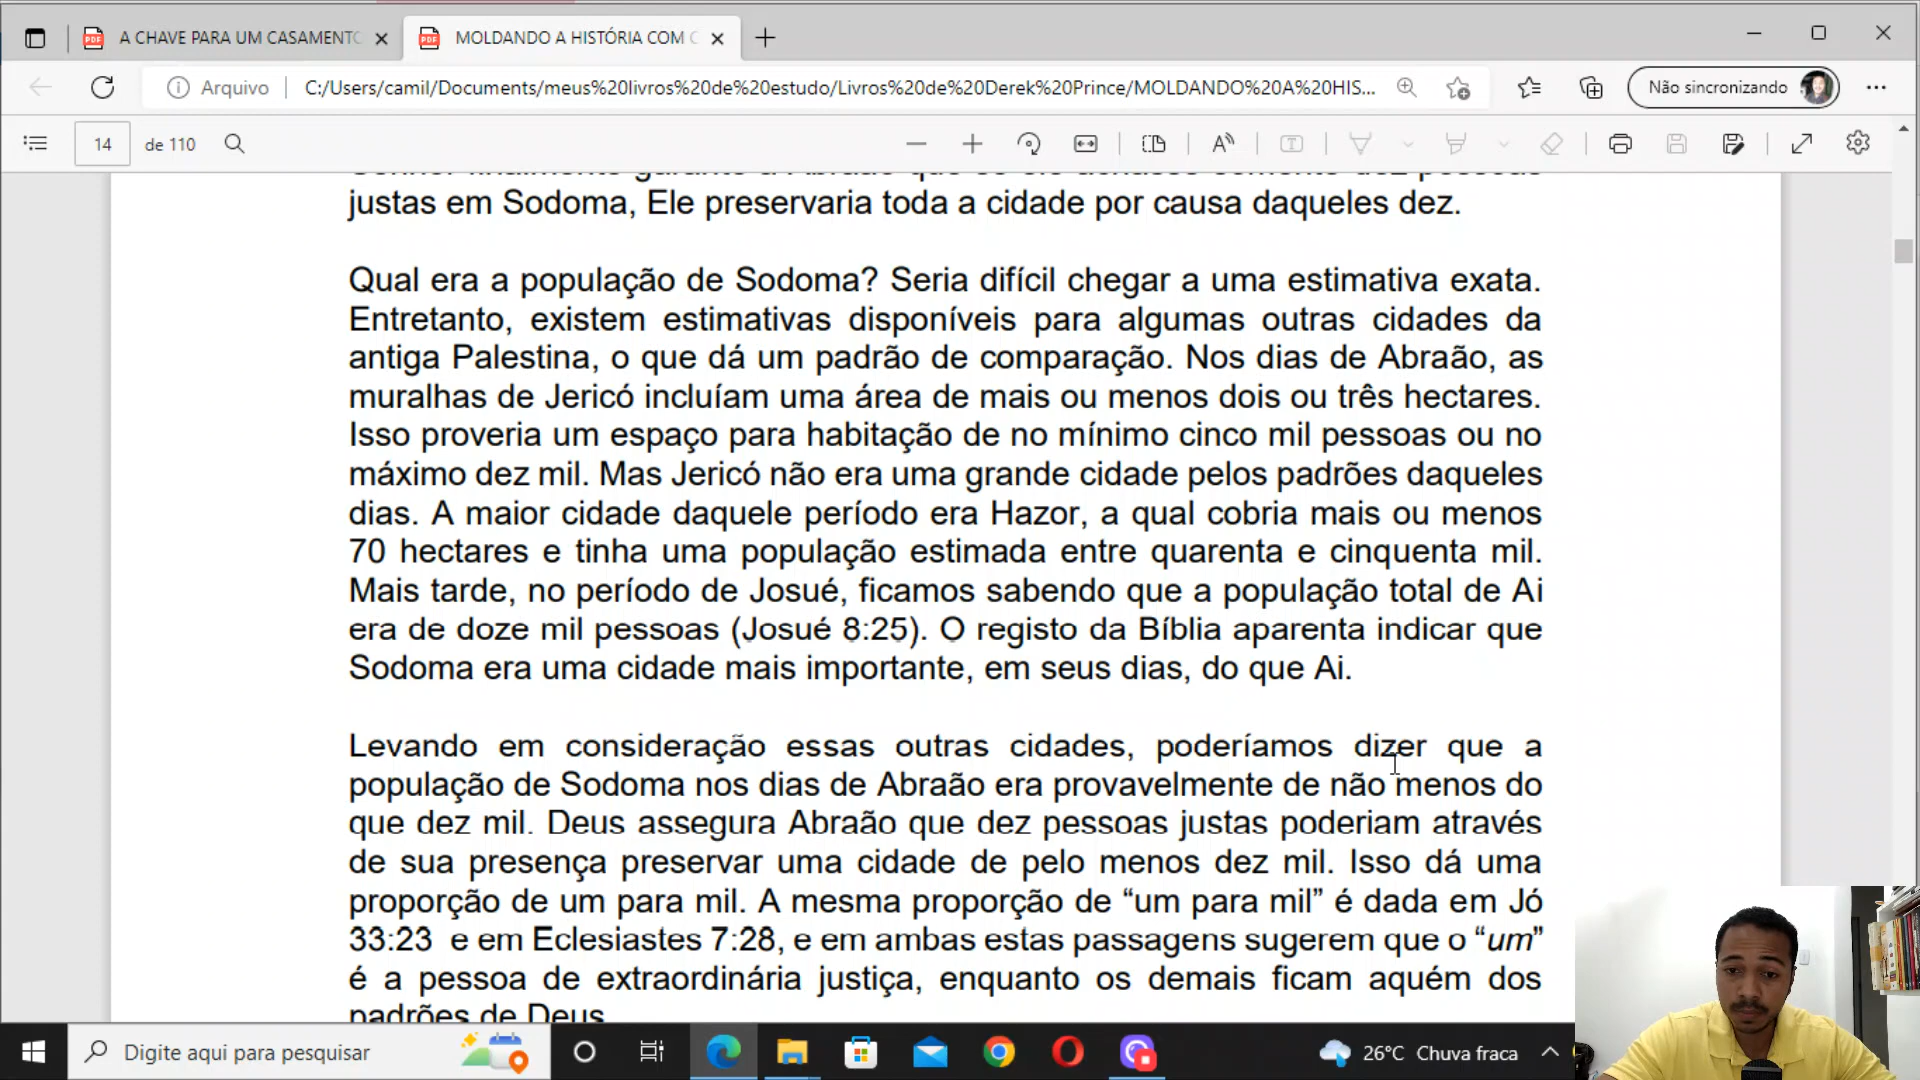 A CHAVE PARA UM CASAMENTO
MOLDANDO A HISTÓRIA COM
Arquivo
C:/Users/camil/Documents/meus%20livros%20de%20estudo/Livros%20de%20Derek%20Prince/MOLDANDO%20A%20HIS...
Não sincronizando
14 de 110
justas em Sodoma, Ele preservaria toda a cidade por causa daqueles dez.
Qual era a população de Sodoma? Seria difícil chegar a uma estimativa exata.
Entretanto, existem estimativas disponíveis para algumas outras cidades da
antiga Palestina, o que dá um padrão de comparação. Nos dias de Abraão, as
muralhas de Jericó incluíam uma área de mais ou menos dois ou três hectares.
Isso proveria um espaço para habitação de no mínimo cinco mil pessoas ou no
máximo dez mil. Mas Jericó não era uma grande cidade pelos padrões daqueles
dias. A maior cidade daquele período era Hazor, a qual cobria mais ou menos
70 hectares e tinha uma população estimada entre quarenta e cinquenta mil.
Mais tarde, no período de Josué, ficamos sabendo que a população total de Ai
era de doze mil pessoas (Josué 8:25). O registo da Bíblia aparenta indicar que
Sodoma era uma cidade mais importante, em seus dias, do que Ai.
Levando em consideração essas outras cidades, poderíamos dizer que a
população de Sodoma nos dias de Abraão era provavelmente de não menos do
que dez mil. Deus assegura Abraão que dez pessoas justas poderiam através
de sua presença preservar uma cidade de pelo menos dez mil. Isso dá uma
proporção de um para mil. A mesma proporção de “um para mil” é dada em Jó
33:23 e em Eclesiastes 7:28, e em ambas estas passagens sugerem que o “um”
é a pessoa de extraordinária justiça, enquanto os demais ficam aquém dos
padrões de Deus
Digite aqui para pesquisar
26°C Chuva fraca